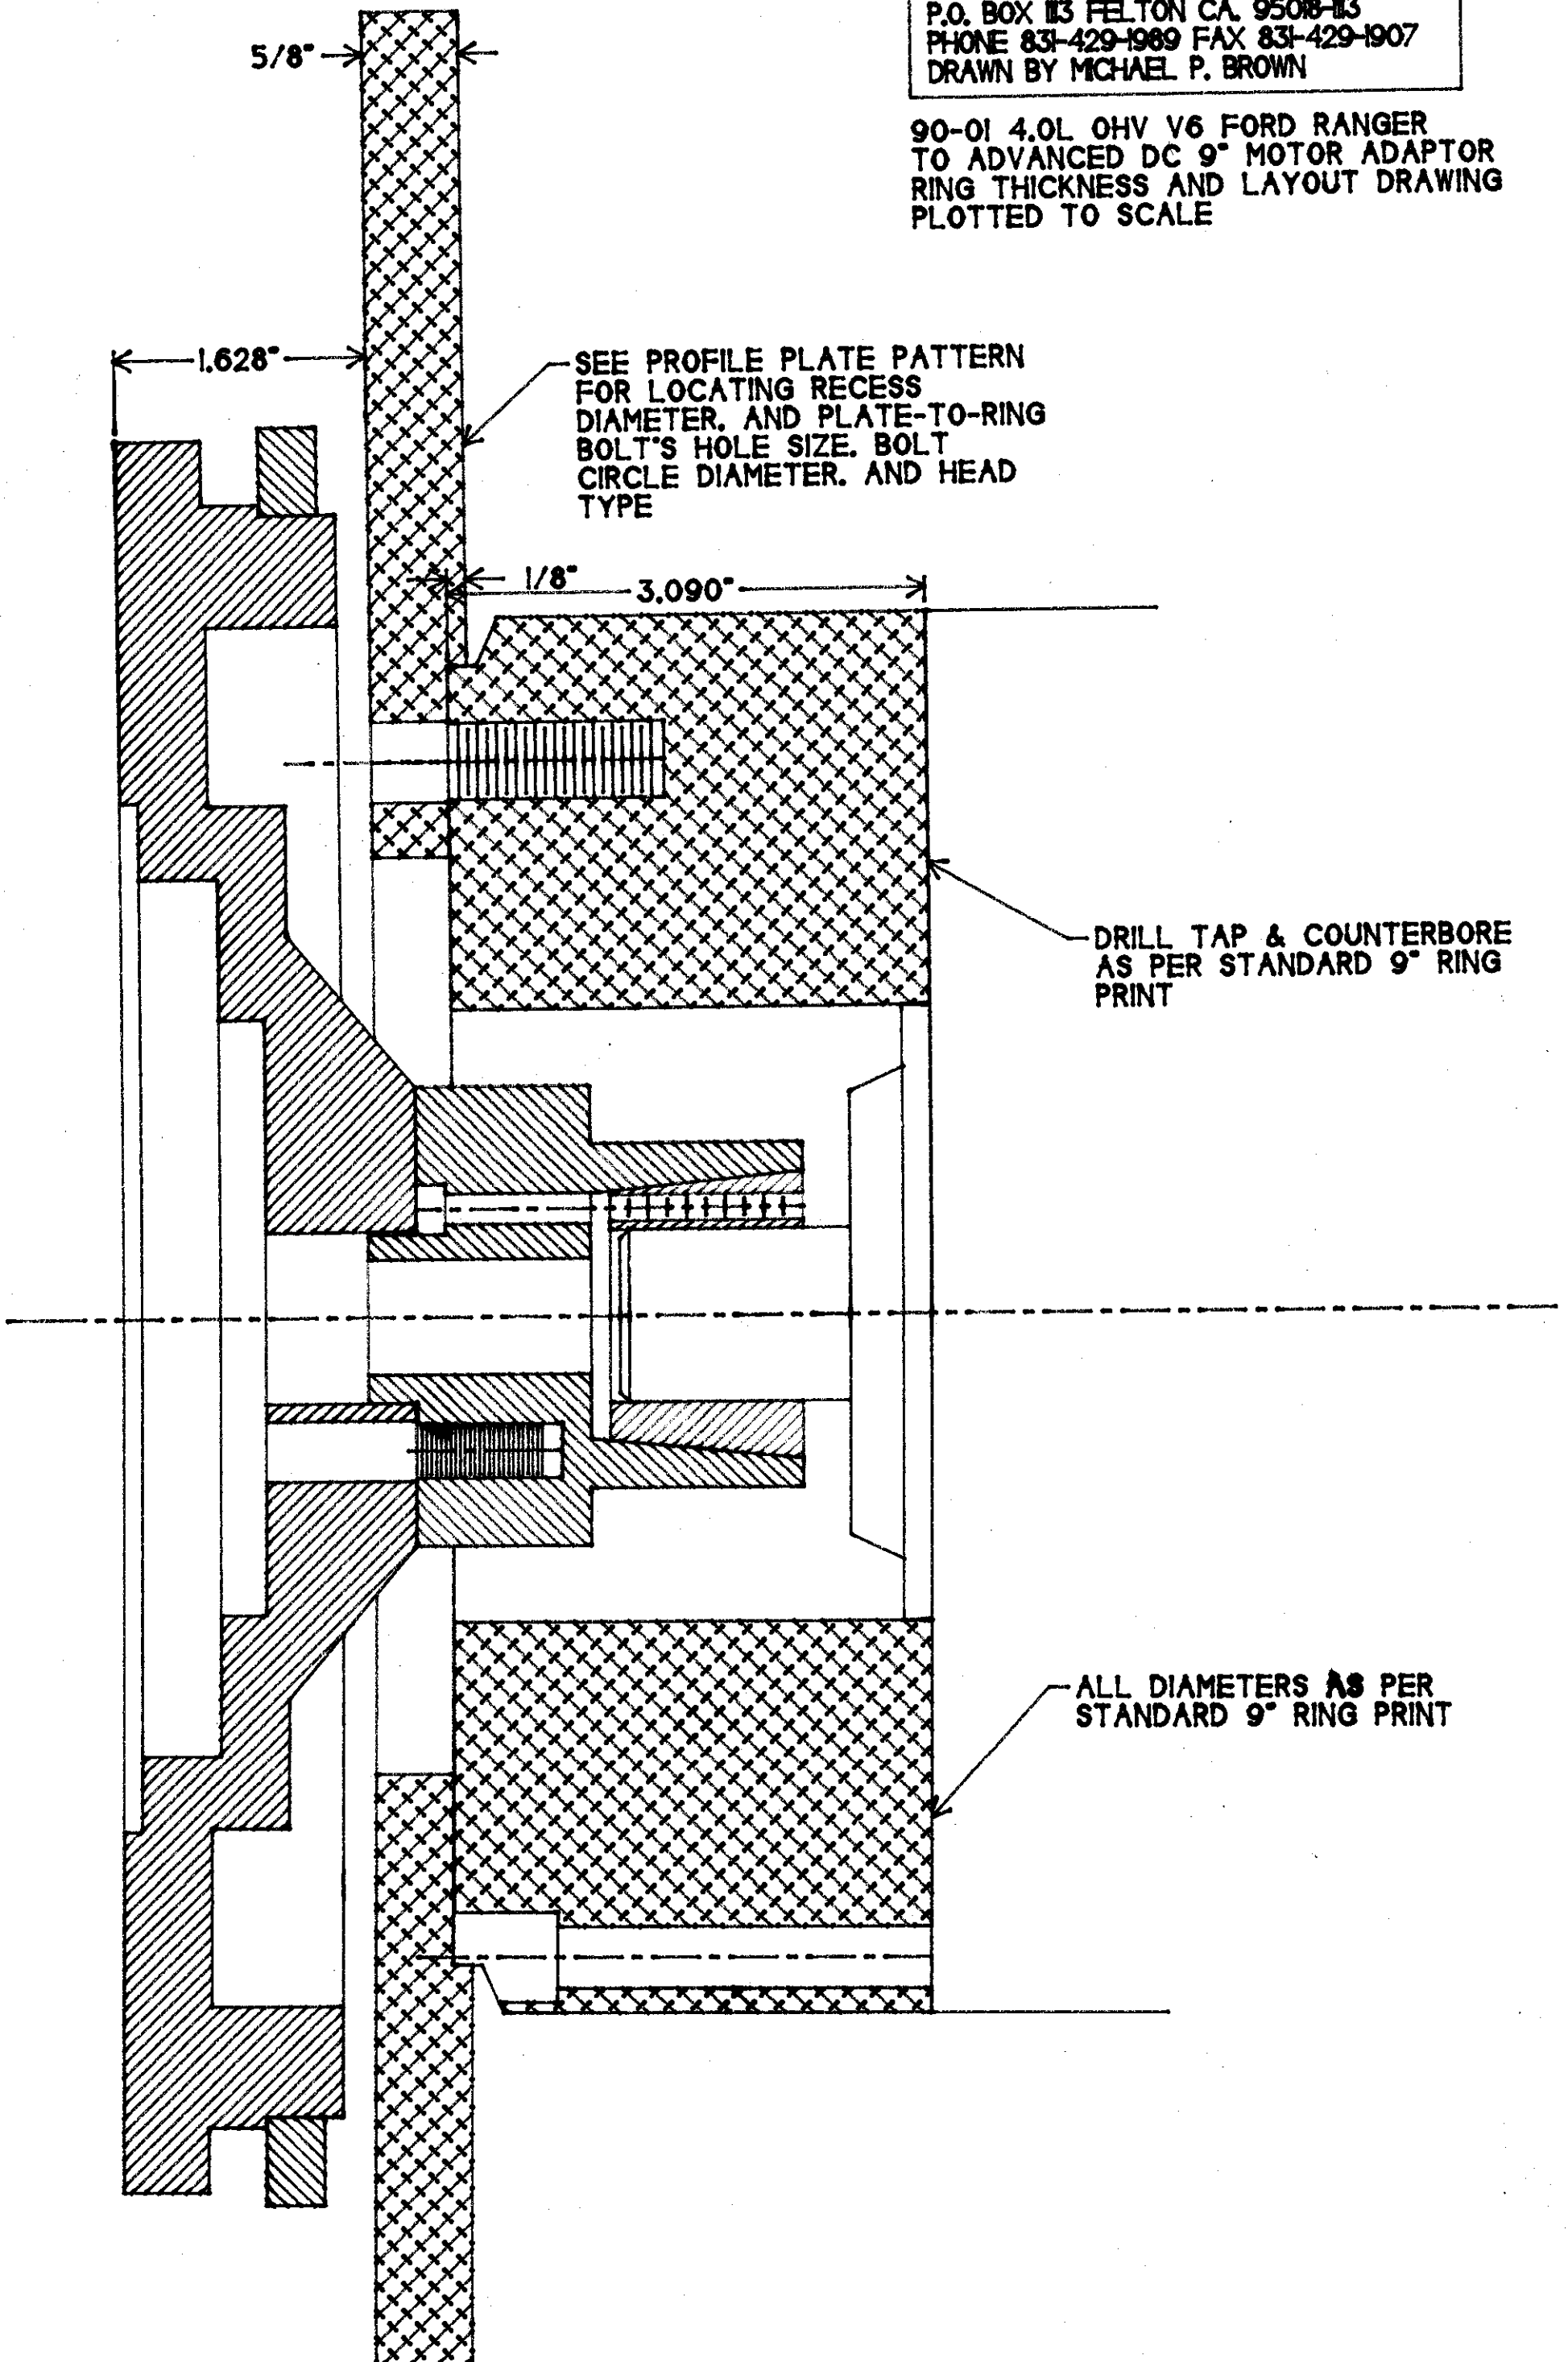 P.O. BOX 1113 FELTON CA. 95018-1113
PHONE 831-429-1989 FAX 831-429-1907
DRAWN BY MICHAEL P. BROWN
90-01 4.0L OHV V6 FORD RANGER
TO ADVANCED DC 9" MOTOR ADAPTOR
RING THICKNESS AND LAYOUT DRAWING
PLOTTED TO SCALE
5/8"
1.628"
SEE PROFILE PLATE PATTERN
FOR LOCATING RECESS
DIAMETER. AND PLATE-TO-RING
BOLT'S HOLE SIZE. BOLT
CIRCLE DIAMETER. AND HEAD
TYPE
1/8"
3.090"
DRILL TAP & COUNTERBORE
AS PER STANDARD 9" RING
PRINT
ALL DIAMETERS AS PER
STANDARD 9" RING PRINT